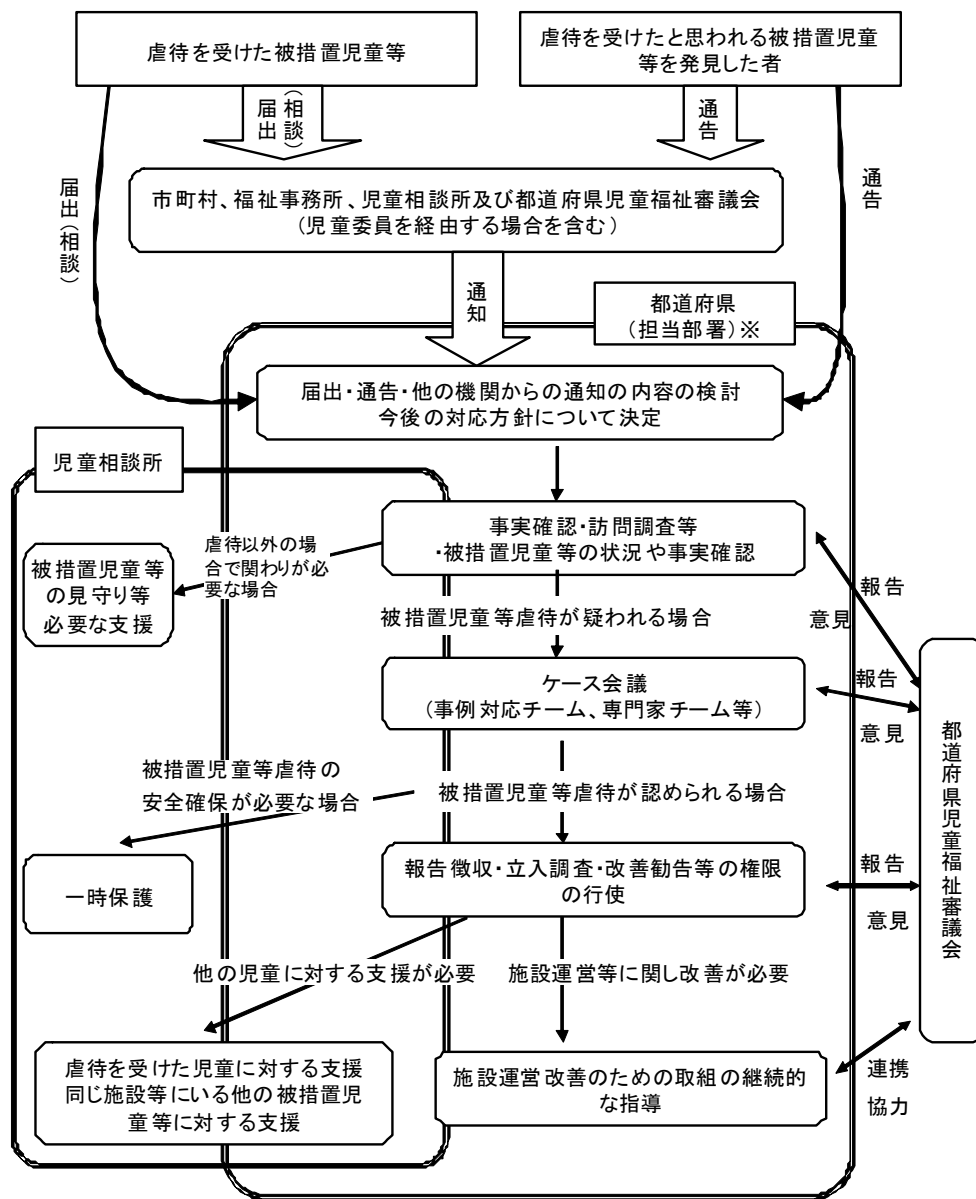 虐待を受けた被措置児童等
虐待を受けたと思われる被措置児童
等を発見した者
届出
(相談)
通告
届出(相談)
通告
市町村、福祉事務所、児童相談所及び都道府県児童福祉審議会
(児童委員を経由する場合を含む)
通知
都道府県
(担当部署)※
届出・通告・他の機関からの通知の内容の検討
今後の対応方針について決定
児童相談所
事実確認・訪問調査等
・被措置児童等の状況や事実確認
虐待以外の場
合で関わりが必
要な場合
被措置児童等
の見守り等
必要な支援
報告
意見
被措置児童等虐待が疑われる場合
ケース会議
(事例対応チーム、専門家チーム等)
報告
意見
都道府県児童福祉審議会
被措置児童等虐待の
安全確保が必要な場合
被措置児童等虐待が認められる場合
一時保護
報告徴収・立入調査・改善勧告等の権限
の行使
報告
意見
他の児童に対する支援が必要
施設運営等に関し改善が必要
虐待を受けた児童に対する支援
同じ施設等にいる他の被措置児
童等に対する支援
施設運営改善のための取組の継続的
な指導
連携
協力